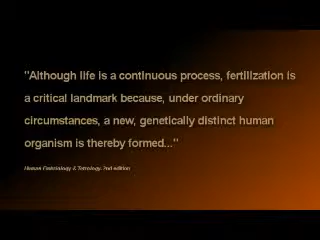 "Although life is a continuous process, fertilization is
a critical landmark because, under ordinary
circumstances, a new, genetically distinct human
organism is thereby formed..."
Human Embriology & Teratology, 2nd edition